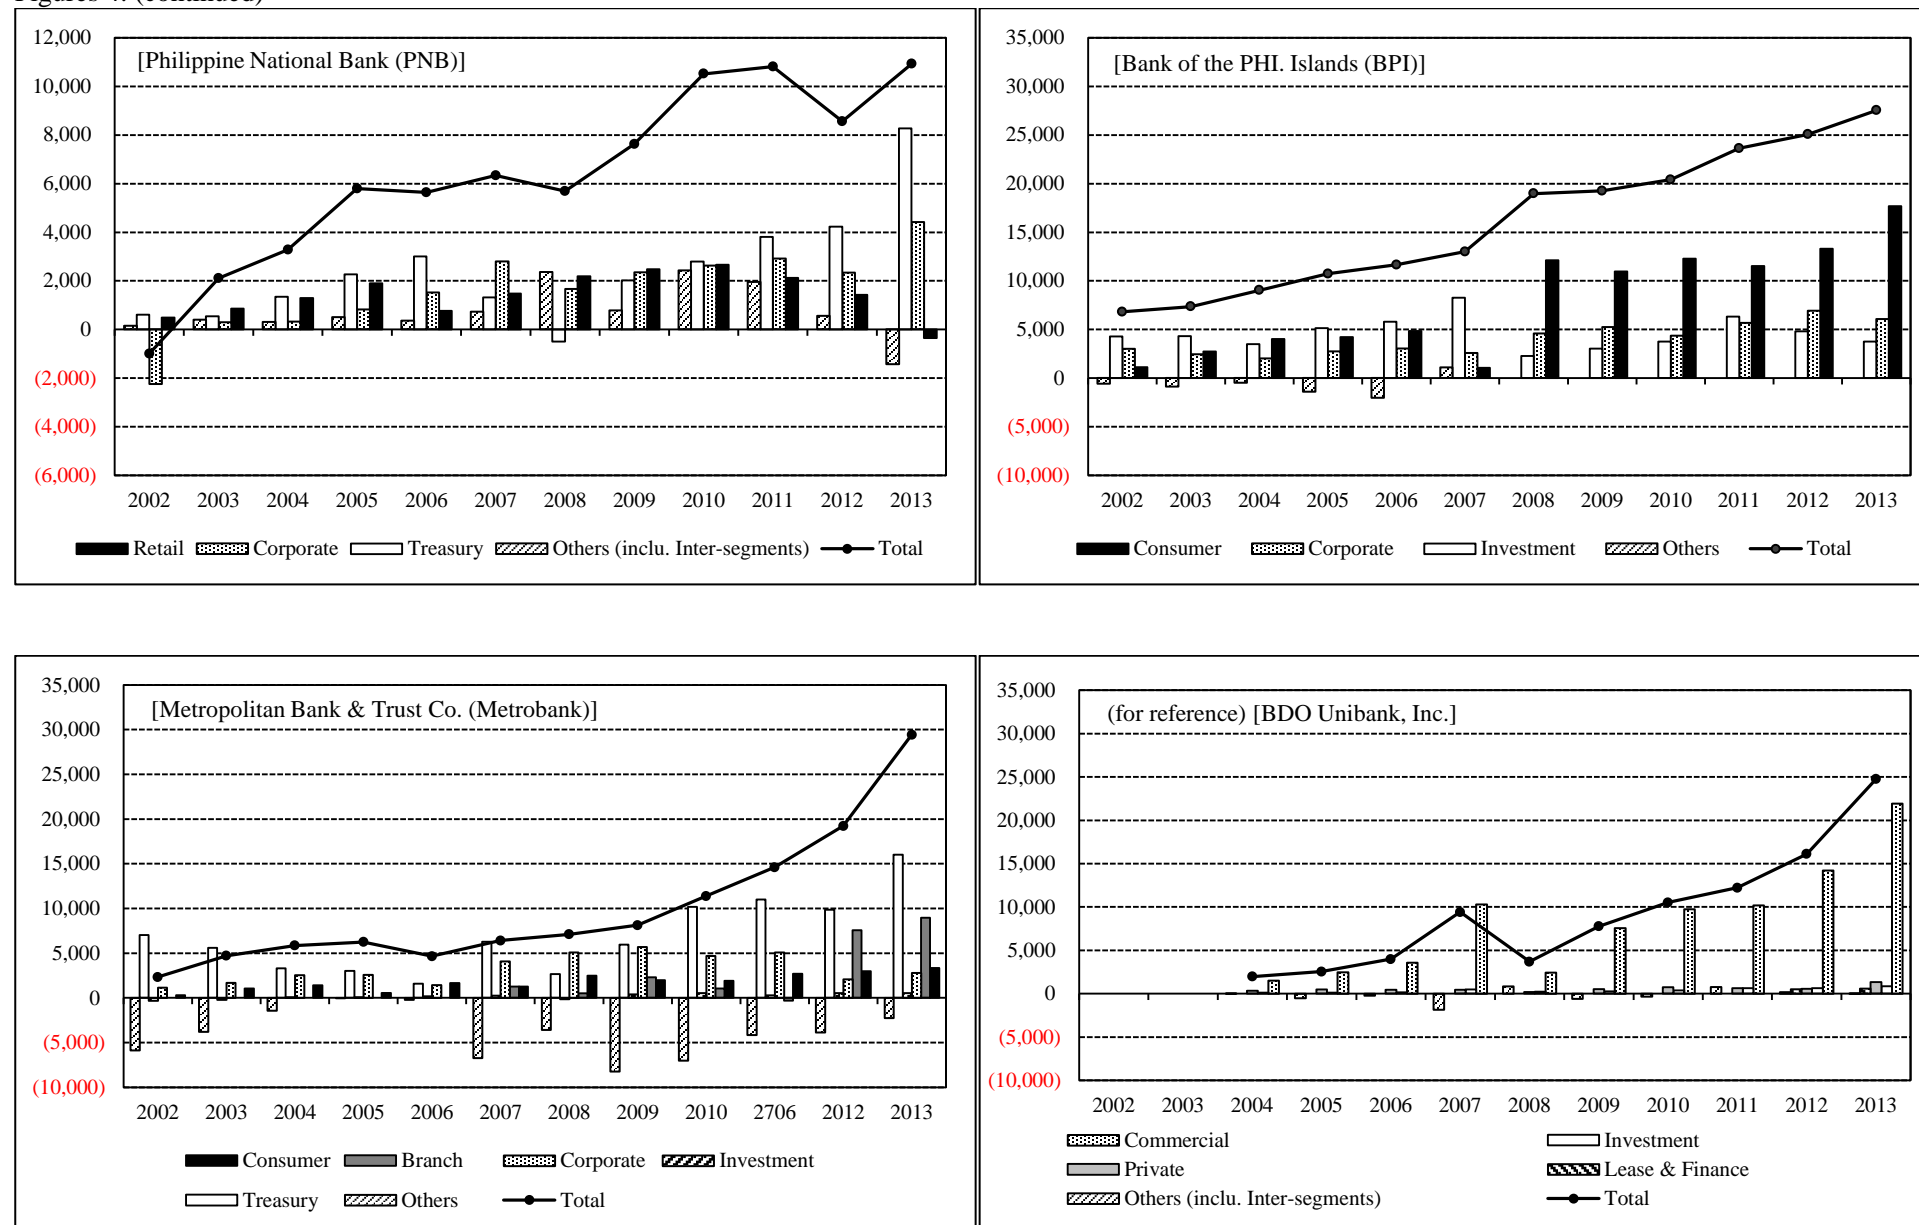 Figures 4. (continued)
[Philippine National Bank (PNB)]
12,000
10,000
8,000
6,000
4,000
2,000
0
(2,000)
(4,000)
(6,000)
2002 2003 2004 2005 2006 2007 2008 2009 2010 2011 2012 2013
Retail Corporate Treasury Others (inclu. Inter-segments) Total
[Bank of the PHI. Islands (BPI)]
35,000
30,000
25,000
20,000
15,000
10,000
5,000
0
(5,000)
(10,000)
2002 2003 2004 2005 2006 2007 2008 2009 2010 2011 2012 2013
Consumer Corporate Investment Others Total
[Metropolitan Bank & Trust Co. (Metrobank)]
35,000
30,000
25,000
20,000
15,000
10,000
5,000
0
(5,000)
(10,000)
2002 2003 2004 2005 2006 2007 2008 2009 2010 2706 2012 2013
Consumer Branch Corporate Investment
Treasury Others Total
(for reference) [BDO Unibank, Inc.]
35,000
30,000
25,000
20,000
15,000
10,000
5,000
0
(5,000)
(10,000)
2002 2003 2004 2005 2006 2007 2008 2009 2010 2011 2012 2013
Commercial Investment
Private Lease & Finance
Others (inclu. Inter-segments) Total